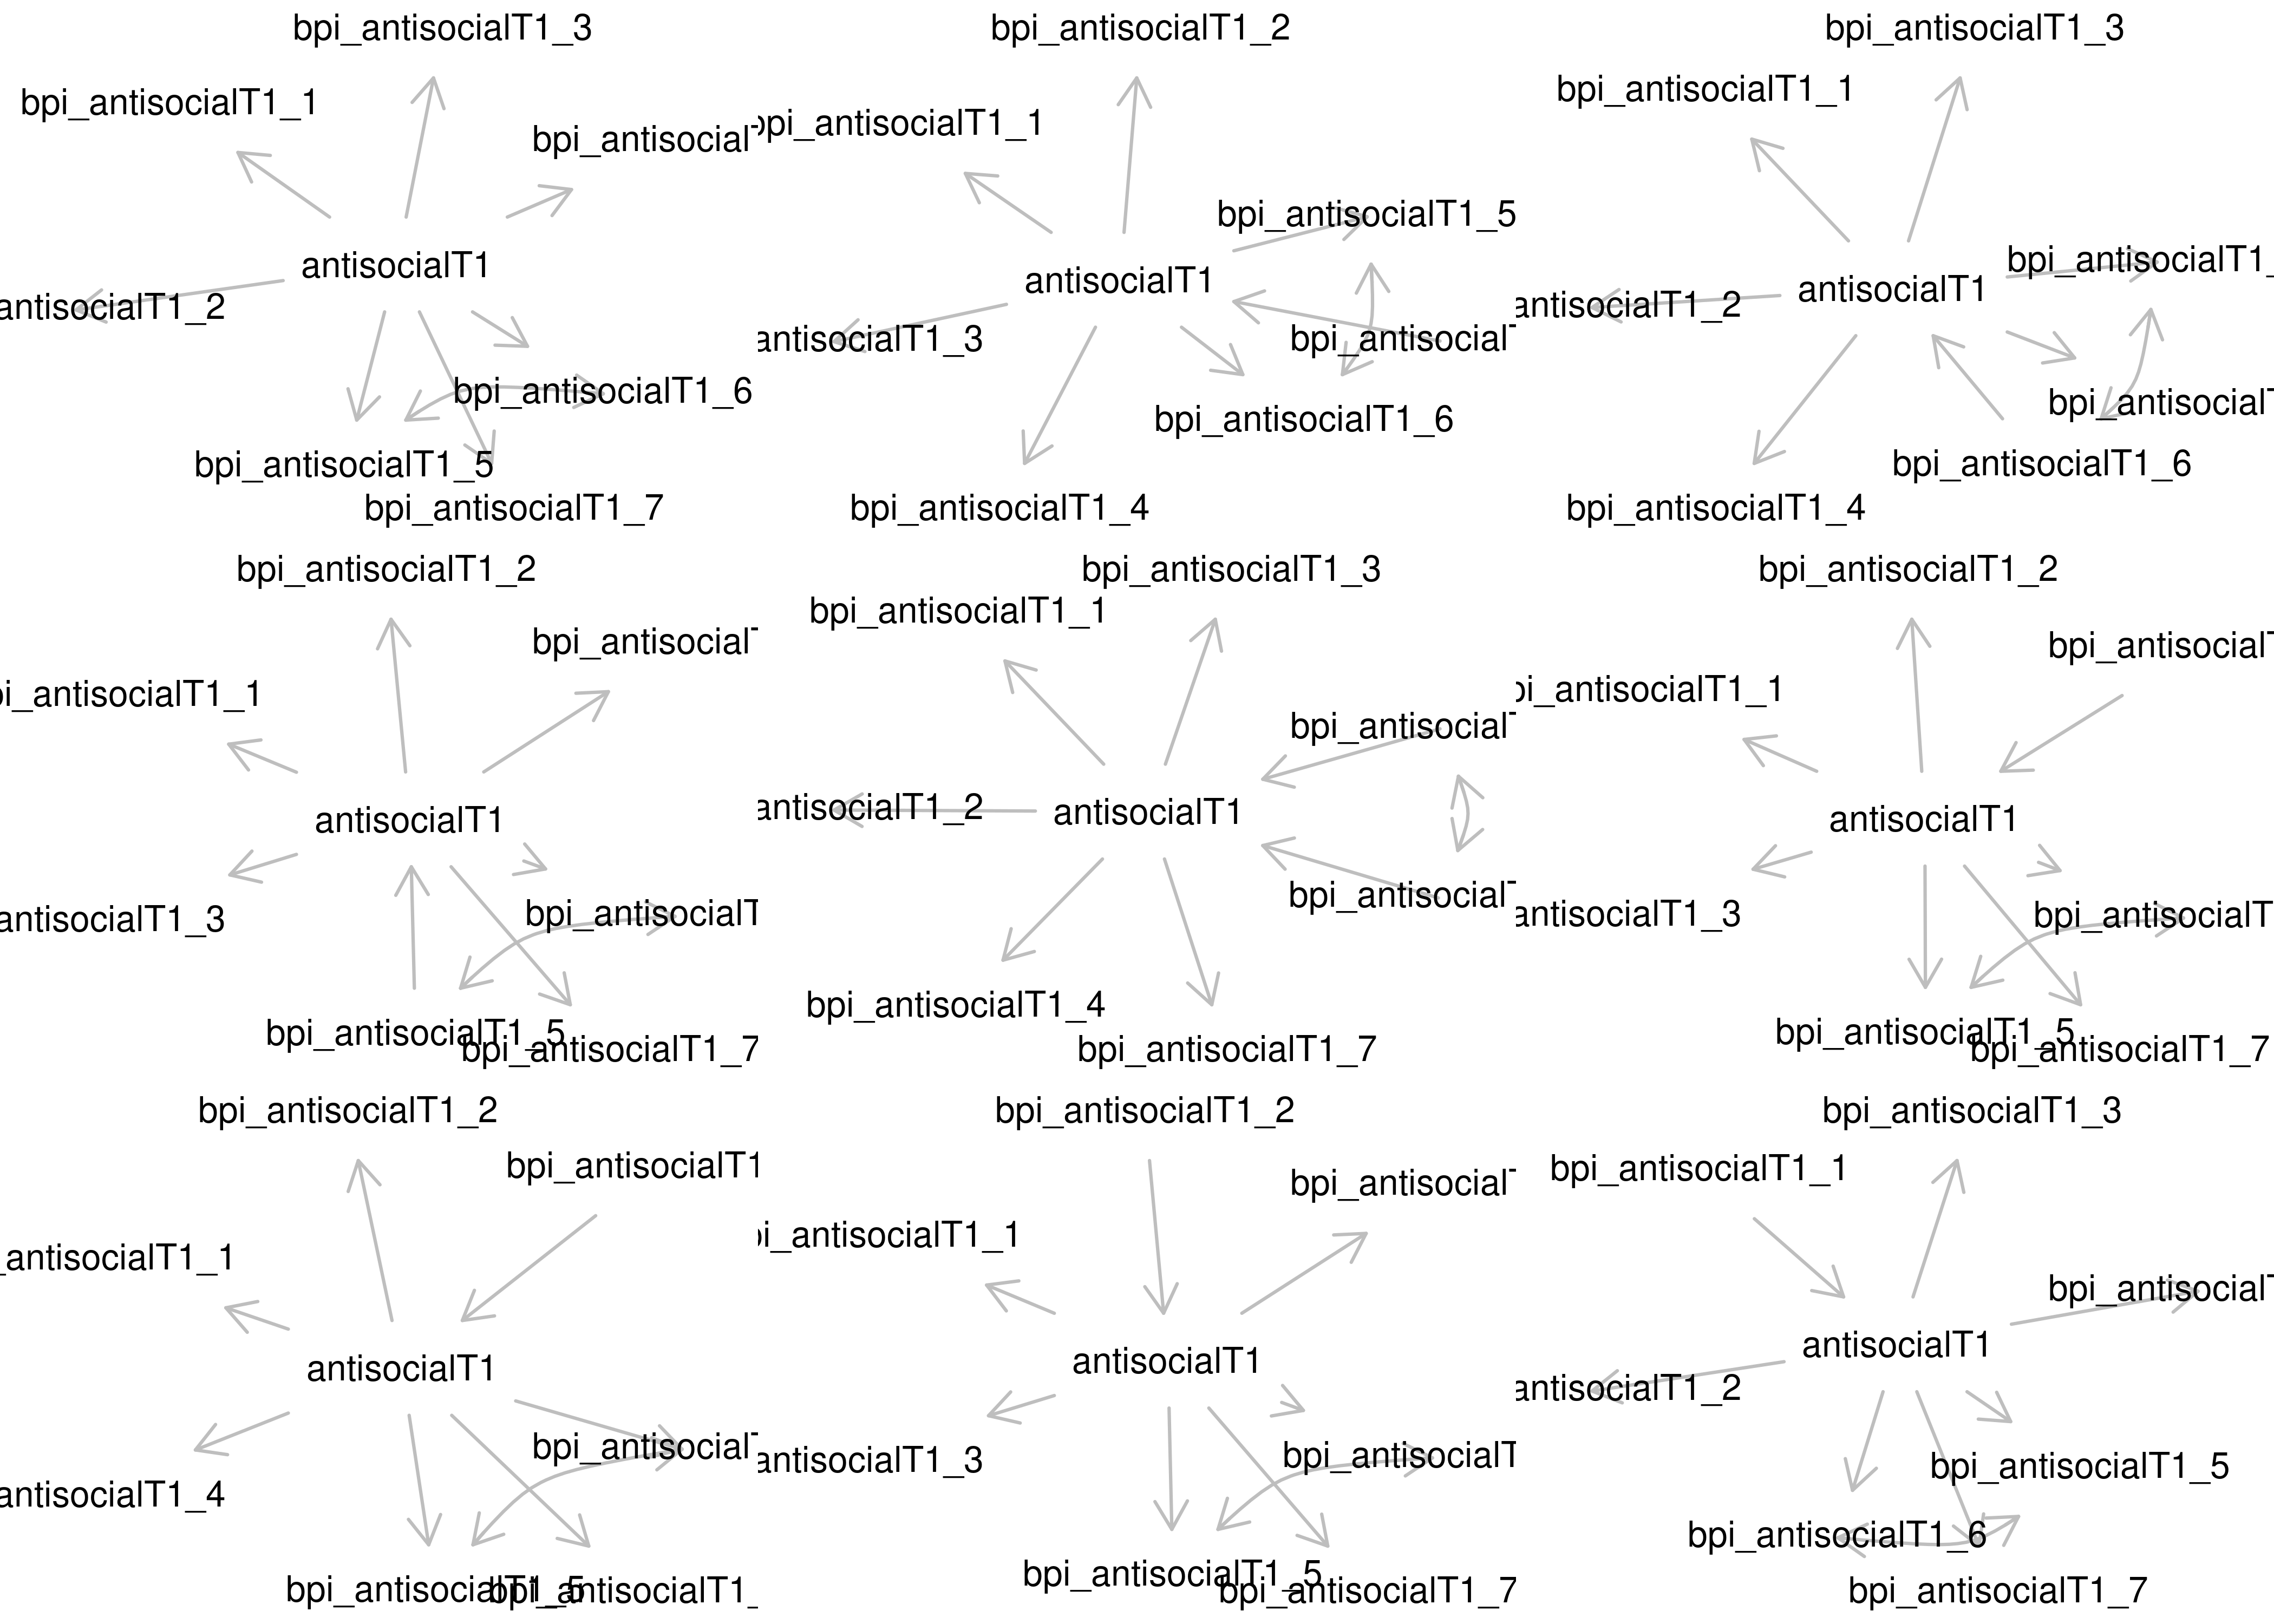 bpi_antisocialT1_3
bpi_antisocialT1_1
bpi_antisocial
antisocialT1
antisocialT1_2
bpi_antisocialT1_6
bpi_antisocialT1_5
bpi_antisocialT1_7
bpi_antisocialT1_2
bpi_antisocialT1_1
bpi_antisocialT1_5
antisocialT1
antisocialT1_3
bpi_antisocial
bpi_antisocialT1_6
bpi_antisocialT1_4
bpi_antisocialT1_3
bpi_antisocialT1_1
bpi_antisocialT1_
antisocialT1
antisocialT1_2
bpi_antisocial
bpi_antisocialT1_6
bpi_antisocialT1_4
bpi_antisocialT1_2
bpi_antisocial
pi_antisocialT1_1
antisocialT1
antisocialT1_3
bpi_antisocialT
bpi_antisocialT1_5
bpi_antisocialT1_7
bpi_antisocialT1_3
bpi_antisocialT1_1
bpi_antisocial
antisocialT1_2
antisocialT1
bpi_antisocial
bpi_antisocialT1_4
bpi_antisocialT1_7
bpi_antisocialT1_2
bpi_antisocial
pi_antisocialT1_1
antisocialT1
antisocialT1_3
bpi_antisocialT
bpi_antisocialT1_5
bpi_antisocialT1_7
bpi_antisocialT1_2
bpi_antisocialT1
_antisocialT1_1
antisocialT1
bpi_antisocial
antisocialT1_4
bpi_antisocialT1_5
bpi_antisocialT1_
bpi_antisocialT1_2
bpi_antisocial
pi_antisocialT1_1
antisocialT1
antisocialT1_3
bpi_antisocialT
bpi_antisocialT1_5
bpi_antisocialT1_7
bpi_antisocialT1_3
bpi_antisocialT1_1
bpi_antisocial
antisocialT1
antisocialT1_2
bpi_antisocialT1_5
bpi_antisocialT1_6
bpi_antisocialT1_7